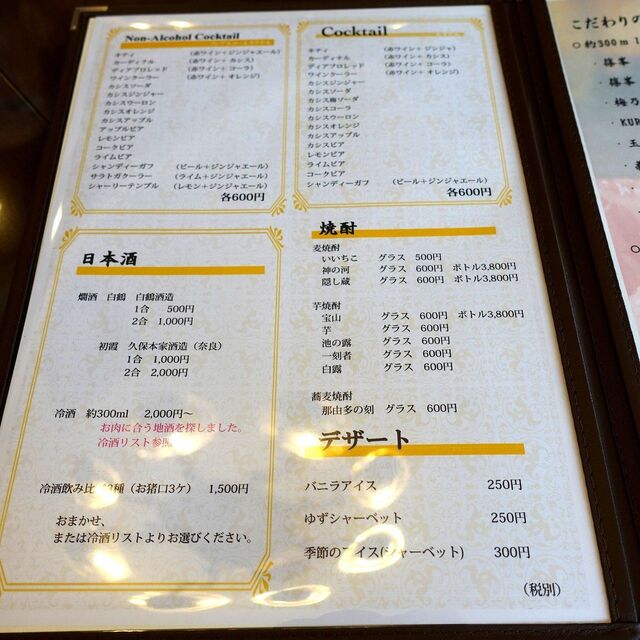 Non-Alcohol Cocktail
キティ (赤ワイン+ジンジャエール)
カーディナル (赤ワイン+カシス)
ディアブロレッド (赤ワイン+コーラ)
ワインクーラー (赤ワイン+オレンジ)
カシスソーダ
カシスジンジャー
カシスウーロン
カシスオレンジ
カシスアップル
アップルビア
レモンビア
コークビア
ライムビア
シャンディーガフ (ビール+ジンジャエール)
サラトガクーラー (ライム+ジンジャエール)
シャーリーテンプル (レモン+ジンジャエール)
各600円
Cocktail
キティ (赤ワイン+ジンジャ)
カーディナル (赤ワイン+カシス)
ディアブロレッド (赤ワイン+コーラ)
ワインクーラー (赤ワイン+オレンジ)
カシスソーダ
カシス梅ソーダ
カシスコーラ
カシスウーロン
カシスオレンジ
カシスビア
レモンビア
ライムビア
コークビア
シャンディーガフ (ビール+ジンジャエール)
各600円
日本酒
燗酒 白鶴 白鶴酒造
1合 500円
2合 1,000円
初霞 久保本家酒造(奈良)
1合 1,000円
2合 2,000円
冷酒 約300ml 2,000円~
お肉に合う地酒を探しました。
冷酒リスト参照
冷酒飲み比 3種(お猪口3ケ) 1,500円
おまかせ、
または冷酒リストよりお選びください。
焼酎
麦焼酎
いいちこ グラス 500円
神の河 グラス 600円 ボトル3,800円
隠し蔵 グラス 600円 ボトル3,800円
芋焼酎
宝山 グラス 600円 ボトル3,800円
芋 グラス 600円
池の露 グラス 600円
一刻者 グラス 600円
白露 グラス 600円
蕎麦焼酎
那由多の刻 グラス 600円
デザート
バニラアイス 250円
ゆずシャーベット 250円
季節のアイス(シャーベット) 300円
(税別)
こだわりの
○約300ml
・梅乃
・KUR
・玉